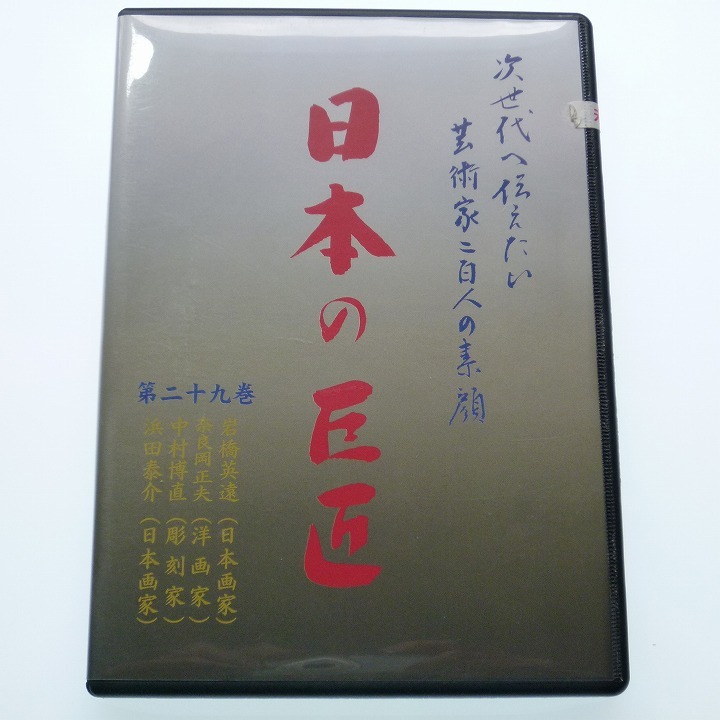 次世代へ伝えたい
芸術家二百人の素顔
日本の巨匠
第二十九巻
岩橋英遠(日本画家)
奈良岡正夫(洋画家)
中村博直(彫刻家)
浜田泰介(日本画家)